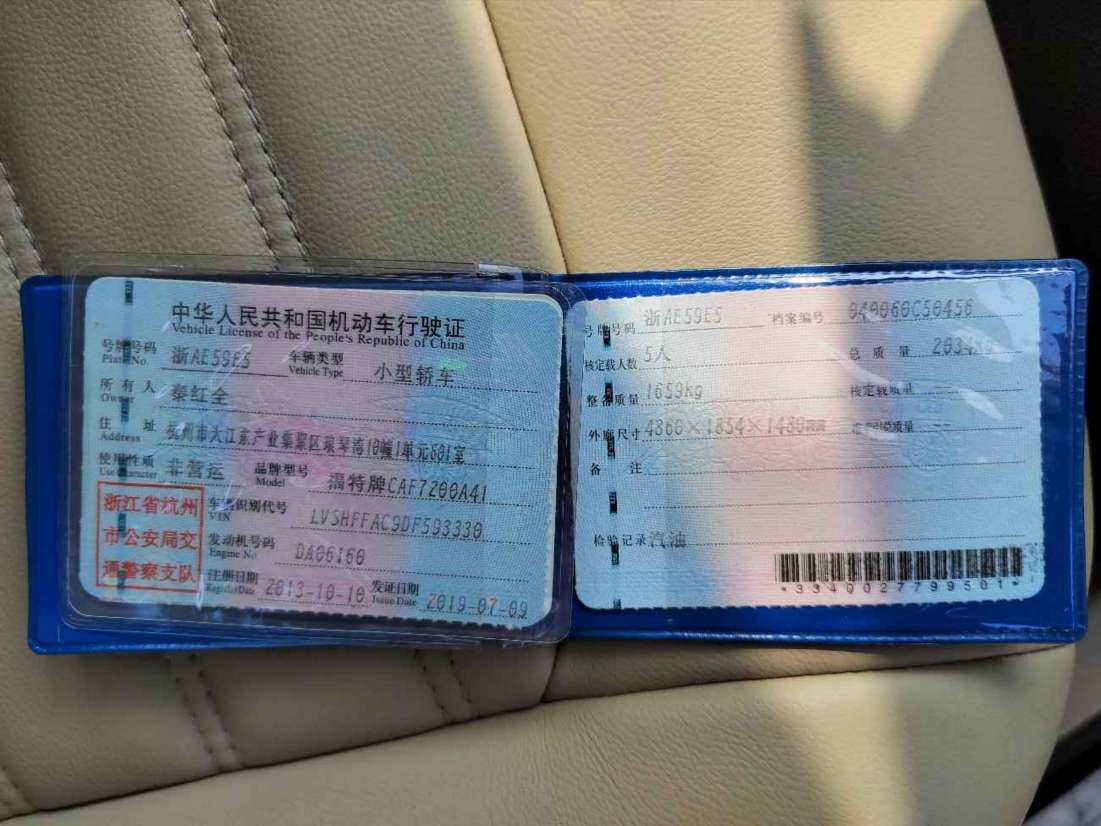 中华人民共和国机动车行驶证
Vehicle License of the People's Republic of China
号牌号码 浙AE59E5 车辆类型 小型轿车
Plate No. Vehicle Type
所有人 秦红全
Owner
住址 杭州市大江东产业集聚区琅琴湾10幢1单元601室
Address
使用性质 非营运 品牌型号 福特牌CAF7200A41
Use Character Model
浙江省杭州
市公安局交
通警察支队
车辆识别代号 LVSHFFAC9DF593330
VIN
发动机号码 DA06160
Engine No
注册日期 2013-10-10 发证日期 2019-07-09
Register Date Issue Date
号牌号码 浙AE59E5 档案编号 040060C50456
核定载人数 5人 总质量 2034kg
整备质量 1659kg 核定载质量 --
外廓尺寸 4860×1854×1480mm 准牵引总质量 --
备注
检验记录 汽油
*3340027799501*